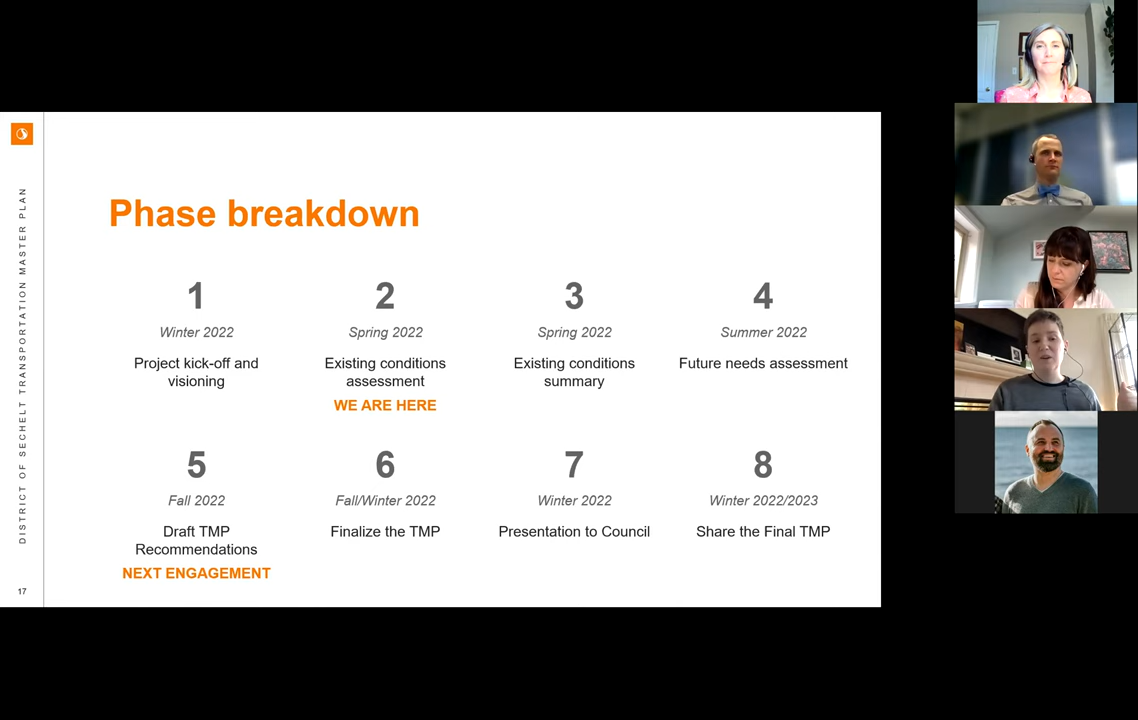 DISTRICT OF SECHELT TRANSPORTATION MASTER PLAN
17
Phase breakdown
1
Winter 2022
Project kick-off and
visioning
2
Spring 2022
Existing conditions
assessment
WE ARE HERE
3
Spring 2022
Existing conditions
summary
4
Summer 2022
Future needs assessment
5
Fall 2022
Draft TMP
Recommendations
NEXT ENGAGEMENT
6
Fall/Winter 2022
Finalize the TMP
7
Winter 2022
Presentation to Council
8
Winter 2022/2023
Share the Final TMP